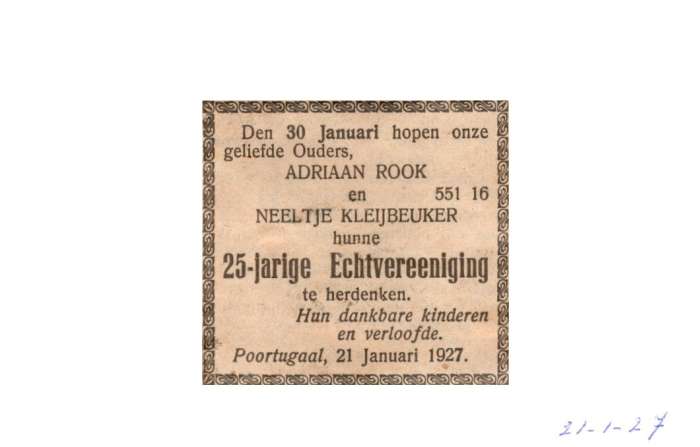 Den 30 Januari hopen onze
geliefde Ouders,
ADRIAAN ROOK
en 551 16
NEELTJE KLEIJBEUKER
hunne
25-jarige Echtvereeniging
te herdenken.
Hun dankbare kinderen
en verloofde.
Poortugaal, 21 Januari 1927.
21-1-27